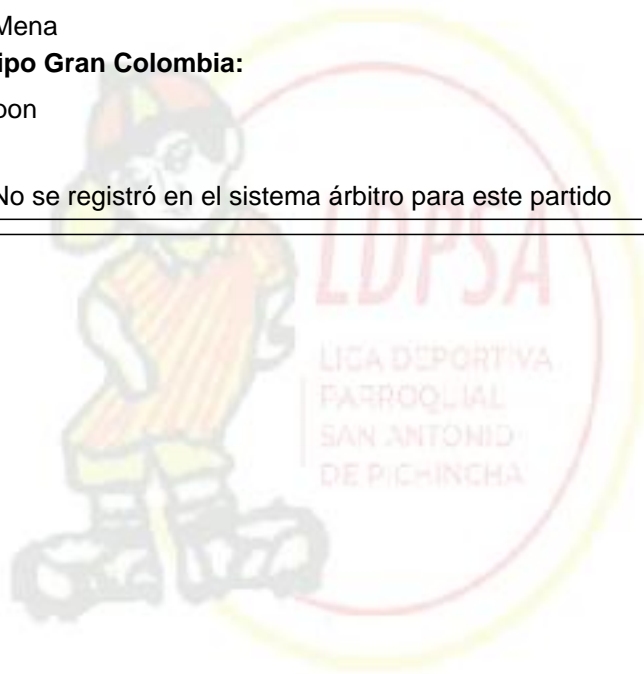 Mena
ipo Gran Colombia:
oon
No se registró en el sistema árbitro para este partido
LDPSA
LIGA DEPORTIVA
PARROQUIAL
SAN ANTONIO
DE PICHINCHA